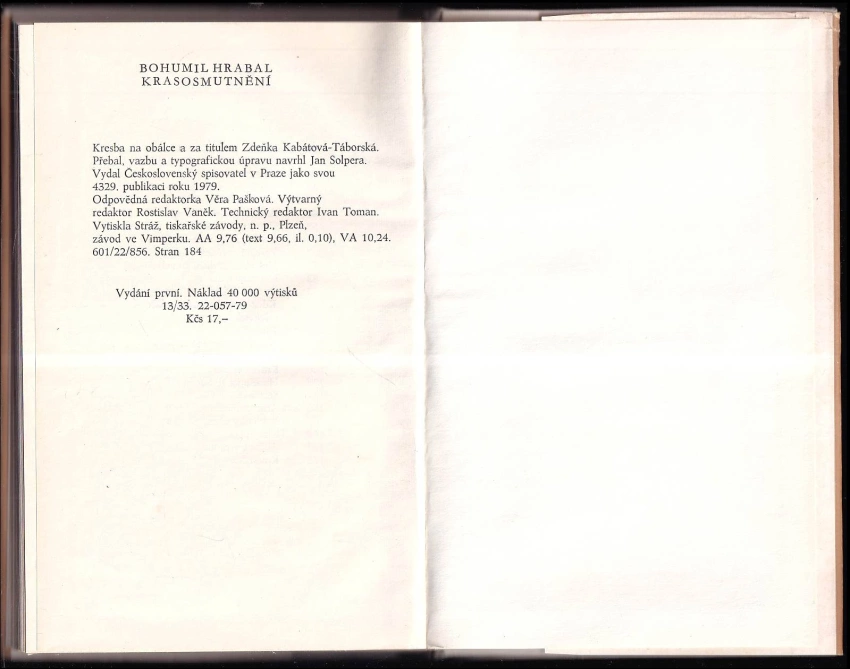 BOHUMIL HRABAL
KRASOSMUTNĚNÍ
Kresba na obálce a za titulem Zdeňka Kabátová-Táborská.
Přebal, vazbu a typografickou úpravu navrhl Jan Solpera.
Vydal Československý spisovatel v Praze jako svou
4329. publikaci roku 1979.
Odpovědná redaktorka Věra Pašková. Výtvarný
redaktor Rostislav Vaněk. Technický redaktor Ivan Toman.
Vytiskla Stráž, tiskařské závody, n. p., Plzeň,
závod ve Vimperku. AA 9,76 (text 9,66, il. 0,10), VA 10,24.
601/22/856. Stran 184
Vydání první. Náklad 40 000 výtisků
13/33. 22-057-79
Kčs 17,–